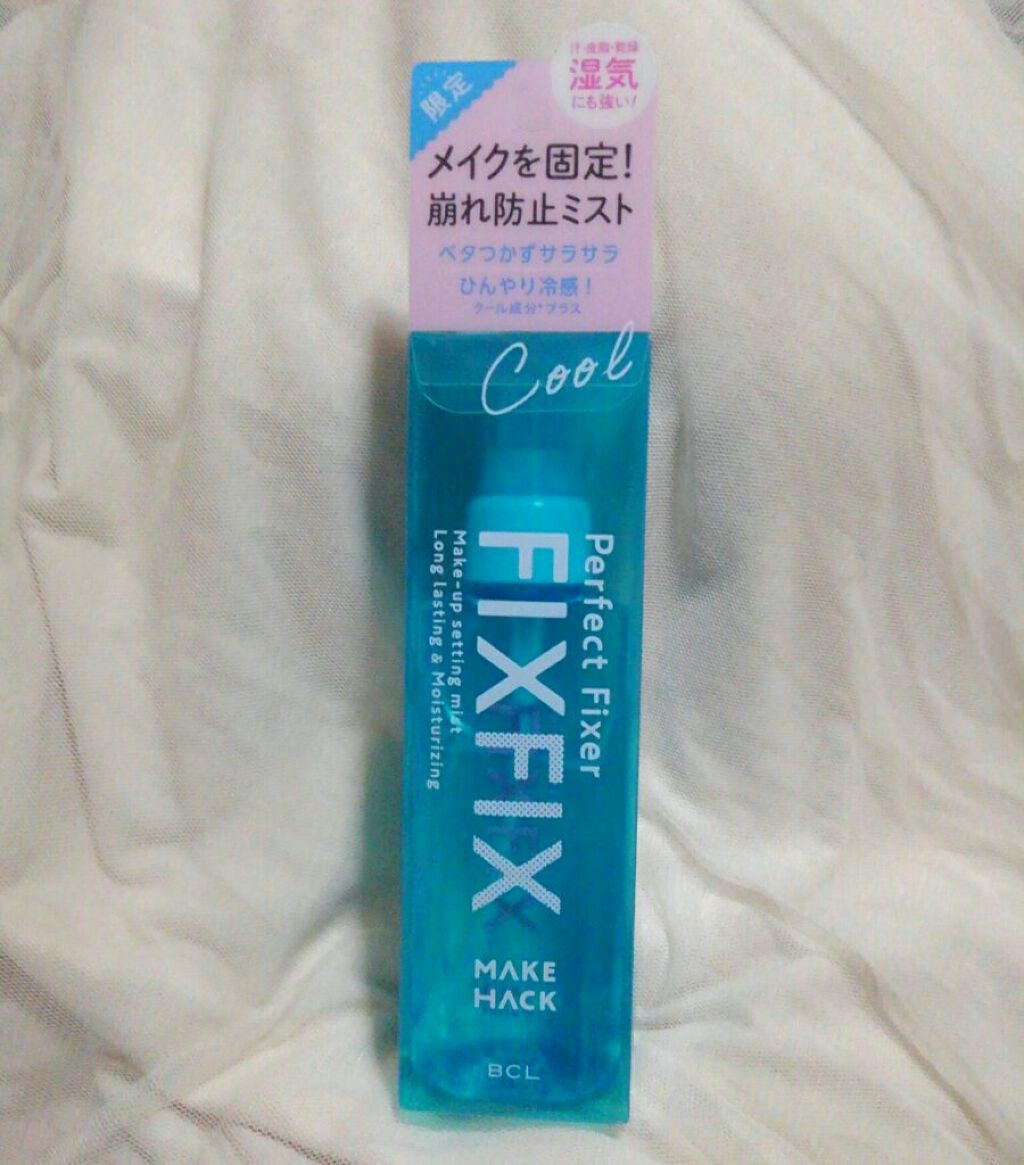 限定
汗・皮脂・乾燥
湿気
にも強い!
メイクを固定!
崩れ防止ミスト
ベタつかずサラサラ
ひんやり冷感!
クール成分*プラス
Cool
Perfect Fixer
FIXFIX
Make-up setting mist
Long lasting & Moisturizing
MAKE
HACK
BCL